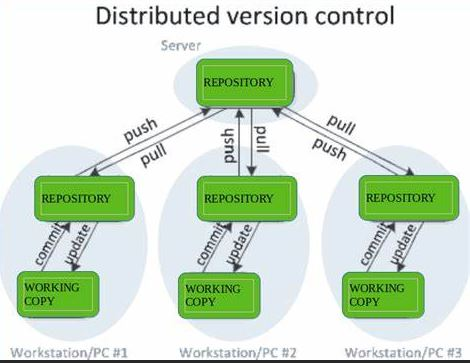 Distributed version control
Server
REPOSITORY
push
pull
push
pull
pull
push
REPOSITORY
REPOSITORY
REPOSITORY
commit
update
commit
update
commit
update
WORKING
COPY
WORKING
COPY
WORKING
COPY
Workstation/PC #1
Workstation/PC #2
Workstation/PC #3